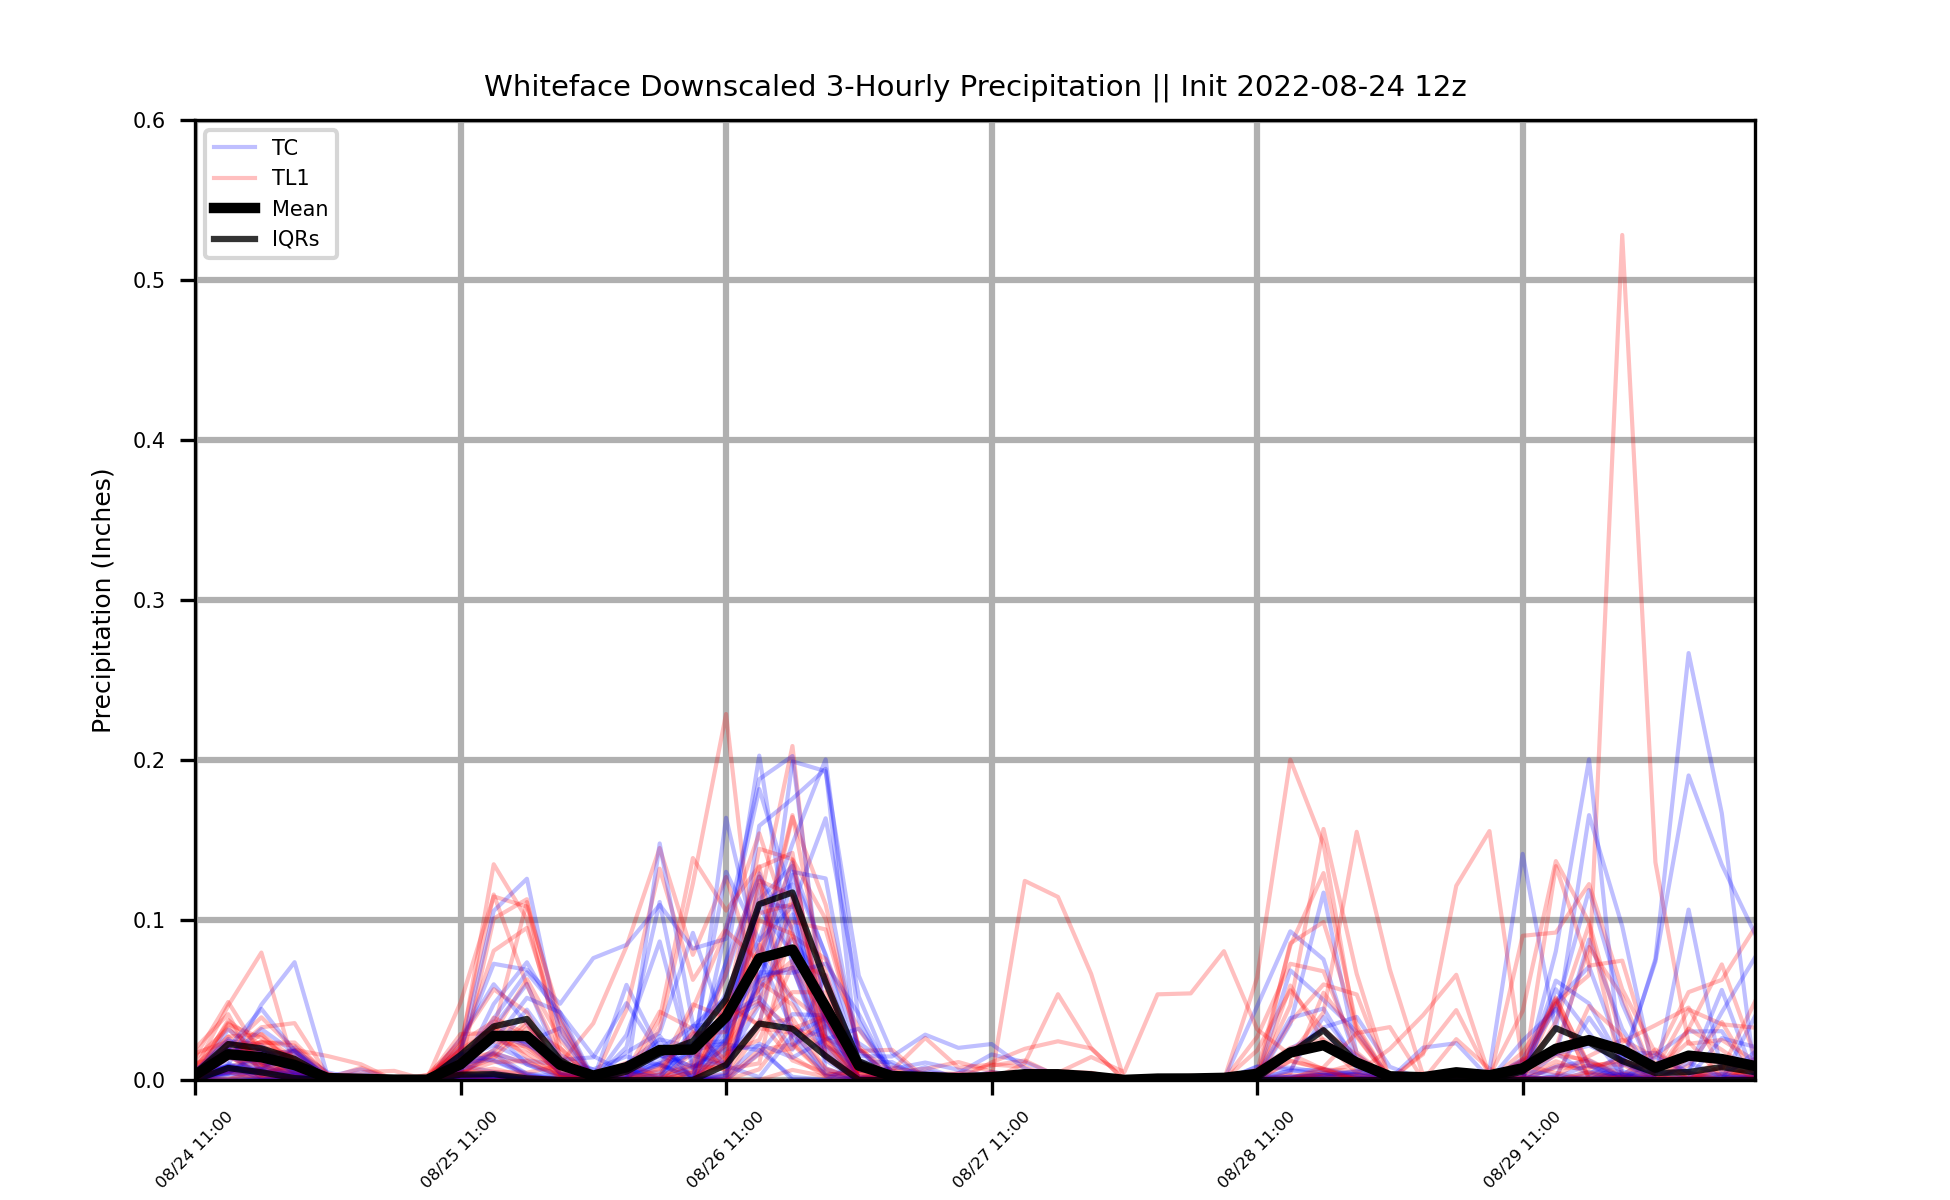 Whiteface Downscaled 3-Hourly Precipitation || Init 2022-08-24 12z
TC
TL1
Mean
IQRs
Precipitation (Inches)
0.6
0.5
0.4
0.3
0.2
0.1
0.0
08/24 11:00
08/25 11:00
08/26 11:00
08/27 11:00
08/28 11:00
08/29 11:00